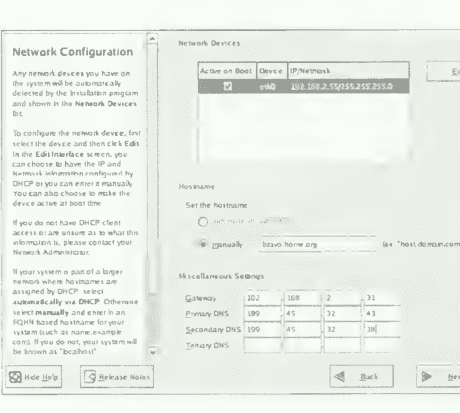 Network Configuration
Any network devices you have on
the system will be automatically
detected by the installation program
and shown in the Network Devices
list.
To configure the network device, first
select the device and then click Edit.
In the Edit Interface screen, you
can choose to have the IP and
Netmask information configured by
DHCP or you can enter it manually.
You can also choose to make the
device active at boot time.
If you do not have DHCP client
access or are unsure as to what this
information is, please contact your
Network Administrator.
If your system is part of a larger
network where hostnames are
assigned by DHCP, select
automatically via DHCP. Otherwise
select manually and enter in an
FQHN based hostname for your
system (such as name.example
com). If you do not, your system will
be known as "localhost"
Hide Help
Release Notes
Network Devices
Active on Boot Device IP/Netmask
eth0 192.168.2.55/255.255.255.0
Hostname
Set the hostname
manually bravo.home.org (ex "host.domain.com
Miscellaneous Settings
Gateway 102 .168 .2 .31
Primary DNS 199 .45 .32 .43
Secondary DNS 199 .45 .32 .38
Tertiary DNS
Back